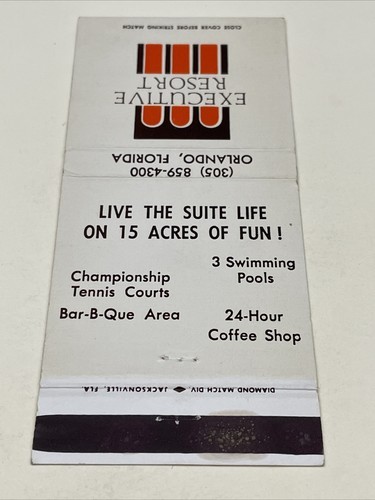 CLOSE COVER BEFORE STRIKING MATCH
EXECUTIVE
RESORT
ORLANDO, FLORIDA
(305) 859-4300
LIVE THE SUITE LIFE
ON 15 ACRES OF FUN!
Championship
Tennis Courts
Bar-B-Que Area
3 Swimming
Pools
24-Hour
Coffee Shop
DIAMOND MATCH DIV. JACKSONVILLE, FLA.